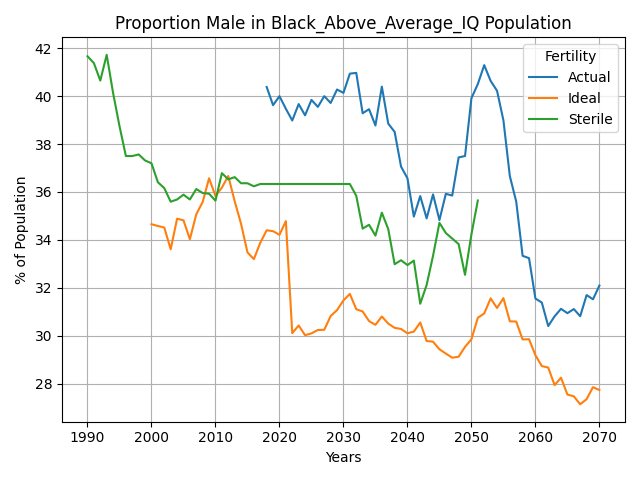 Proportion Male in Black_Above_Average_IQ Population
Fertility
Actual
Ideal
Sterile
% of Population
42
40
38
36
34
32
30
28
1990
2000
2010
2020
2030
2040
2050
2060
2070
Years